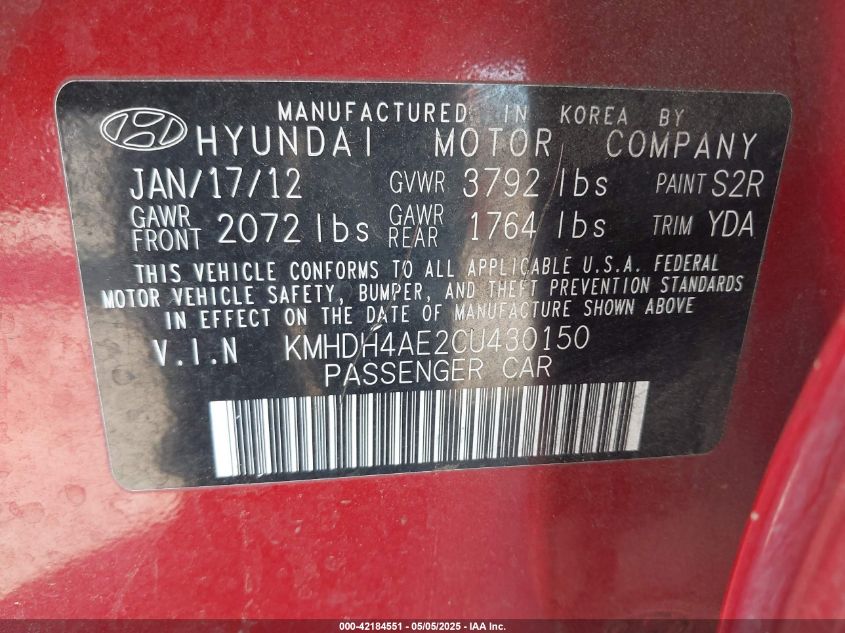 MANUFACTURED IN KOREA BY
HYUNDAI MOTOR COMPANY
JAN/17/12 GVWR 3792 lbs PAINT S2R
GAWR FRONT 2072 lbs GAWR REAR 1764 lbs TRIM YDA
THIS VEHICLE CONFORMS TO ALL APPLICABLE U.S.A. FEDERAL
MOTOR VEHICLE SAFETY, BUMPER, AND THEFT PREVENTION STANDARDS
IN EFFECT ON THE DATE OF MANUFACTURE SHOWN ABOVE
V.I.N KMHDH4AE2CU430150
PASSENGER CAR
000-42184551 - 05/05/2025 - IAA Inc.